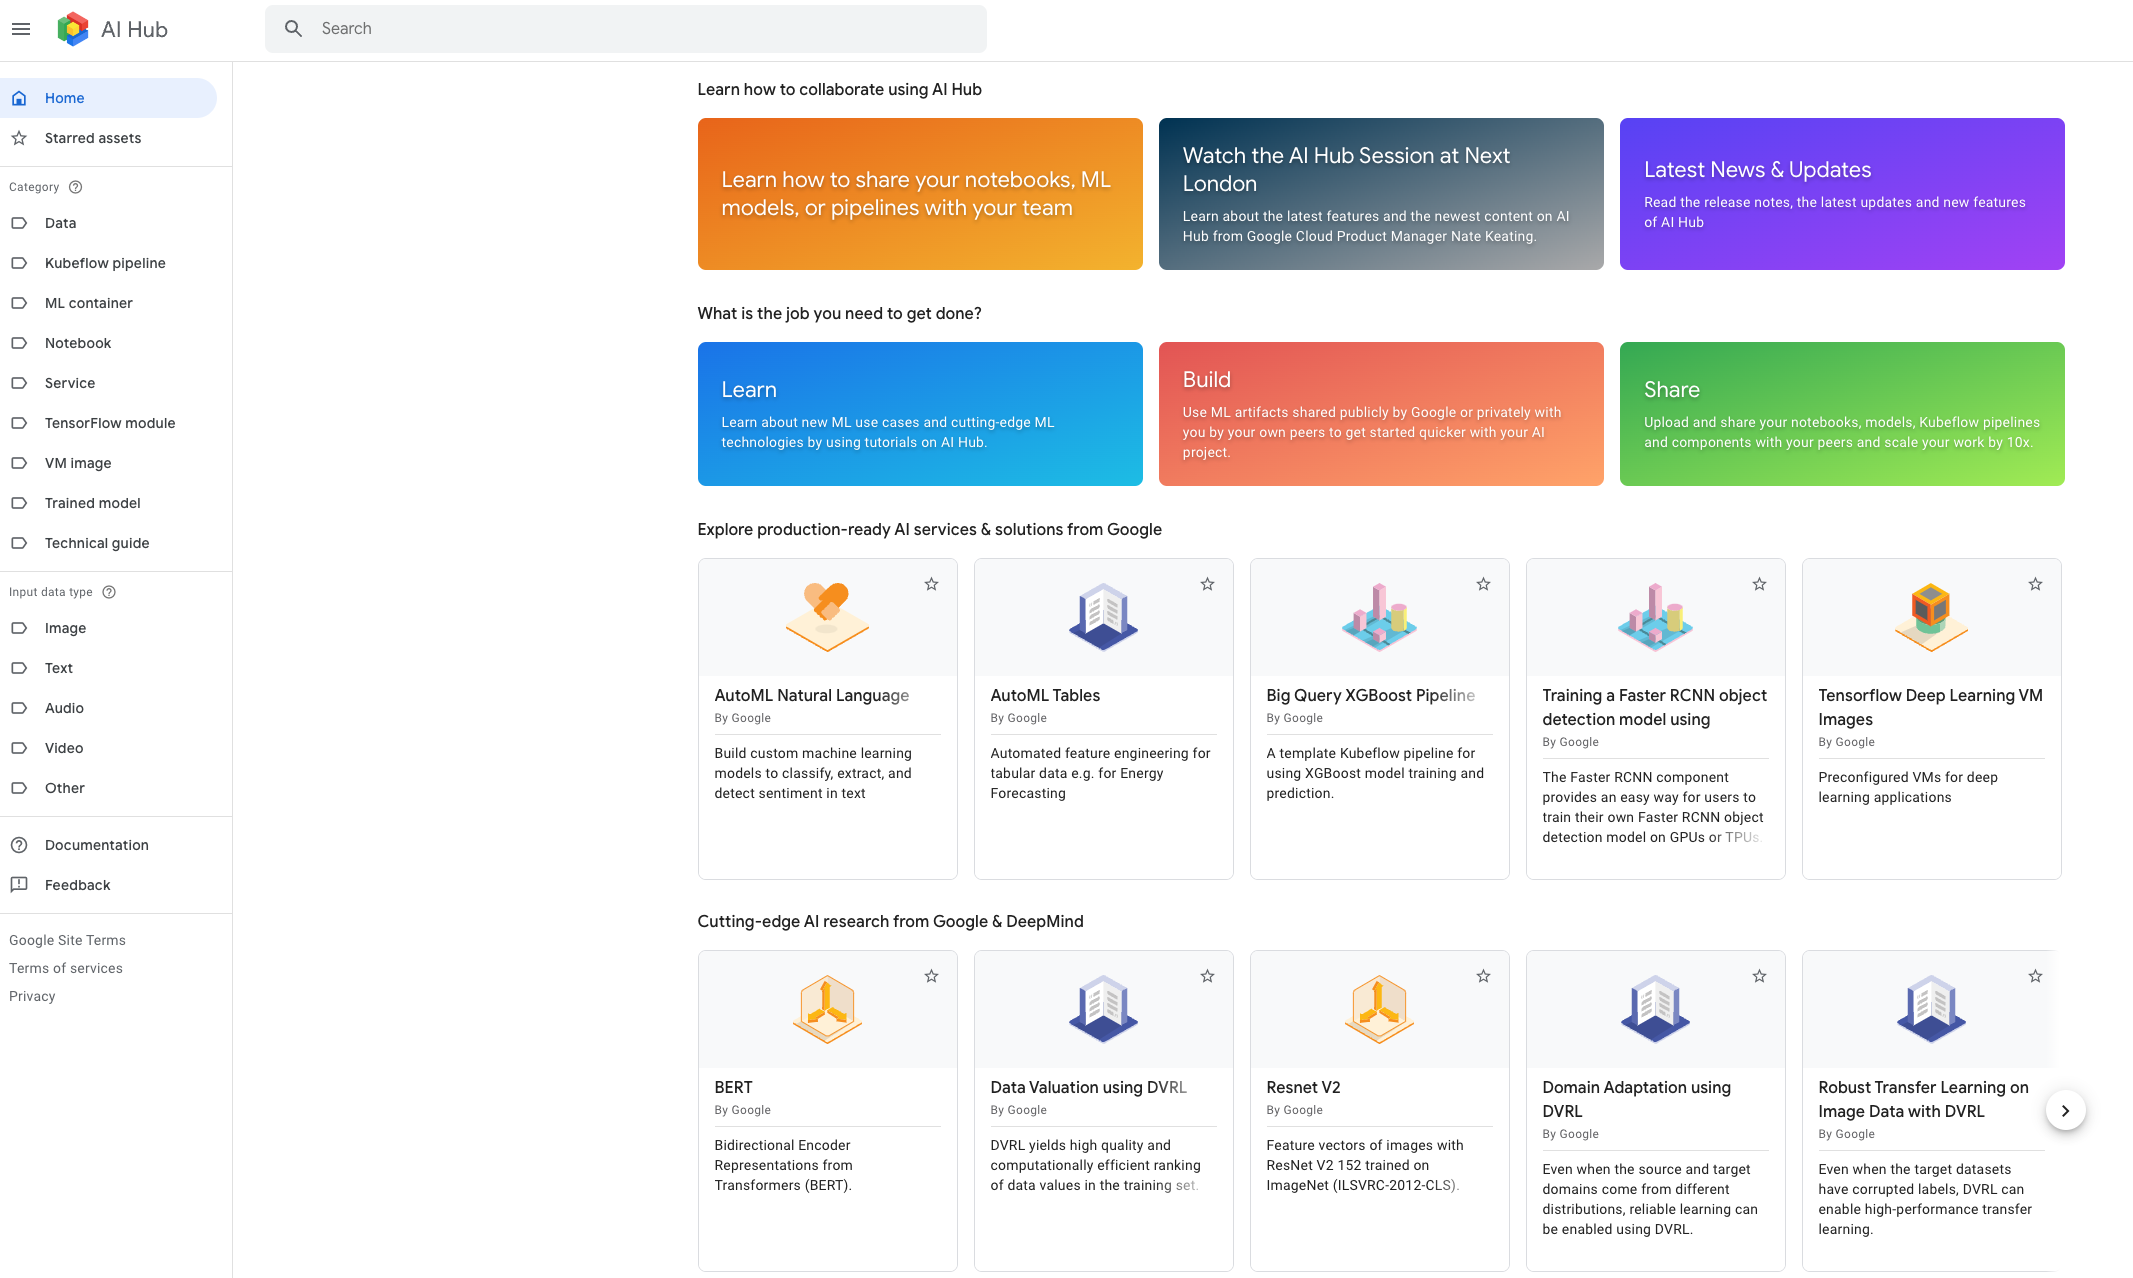 AI Hub
Search
Home
Starred assets
Category
Data
Kubeflow pipeline
ML container
Notebook
Service
TensorFlow module
VM image
Trained model
Technical guide
Input data type
Image
Text
Audio
Video
Other
Documentation
Feedback
Google Site Terms
Terms of services
Privacy
Learn how to collaborate using AI Hub
Learn how to share your notebooks, ML
models, or pipelines with your team
Watch the AI Hub Session at Next
London
Learn about the latest features and the newest content on AI
Hub from Google Cloud Product Manager Nate Keating.
Latest News & Updates
Read the release notes, the latest updates and new features
of AI Hub
What is the job you need to get done?
Learn
Learn about new ML use cases and cutting-edge ML
technologies by using tutorials on AI Hub.
Build
Use ML artifacts shared publicly by Google or privately with
you by your own peers to get started quicker with your AI
project.
Share
Upload and share your notebooks, models, Kubeflow pipelines
and components with your peers and scale your work by 10x.
Explore production-ready AI services & solutions from Google
AutoML Natural Language
By Google
Build custom machine learning
models to classify, extract, and
detect sentiment in text
AutoML Tables
By Google
Automated feature engineering for
tabular data e.g. for Energy
Forecasting
Big Query XGBoost Pipeline
By Google
A template Kubeflow pipeline for
using XGBoost model training and
prediction.
Training a Faster RCNN object
detection model using
By Google
The Faster RCNN component
provides an easy way for users to
train their own Faster RCNN object
detection model on GPUs or TPUs.
Tensorflow Deep Learning VM
Images
By Google
Preconfigured VMs for deep
learning applications
Cutting-edge AI research from Google & DeepMind
BERT
By Google
Bidirectional Encoder
Representations from
Transformers (BERT).
Data Valuation using DVRL
By Google
DVRL yields high quality and
computationally efficient ranking
of data values in the training set.
Resnet V2
By Google
Feature vectors of images with
ResNet V2 152 trained on
ImageNet (ILSVRC-2012-CLS).
Domain Adaptation using
DVRL
By Google
Even when the source and target
domains come from different
distributions, reliable learning can
be enabled using DVRL.
Robust Transfer Learning on
Image Data with DVRL
By Google
Even when the target datasets
have corrupted labels, DVRL can
enable high-performance transfer
learning.